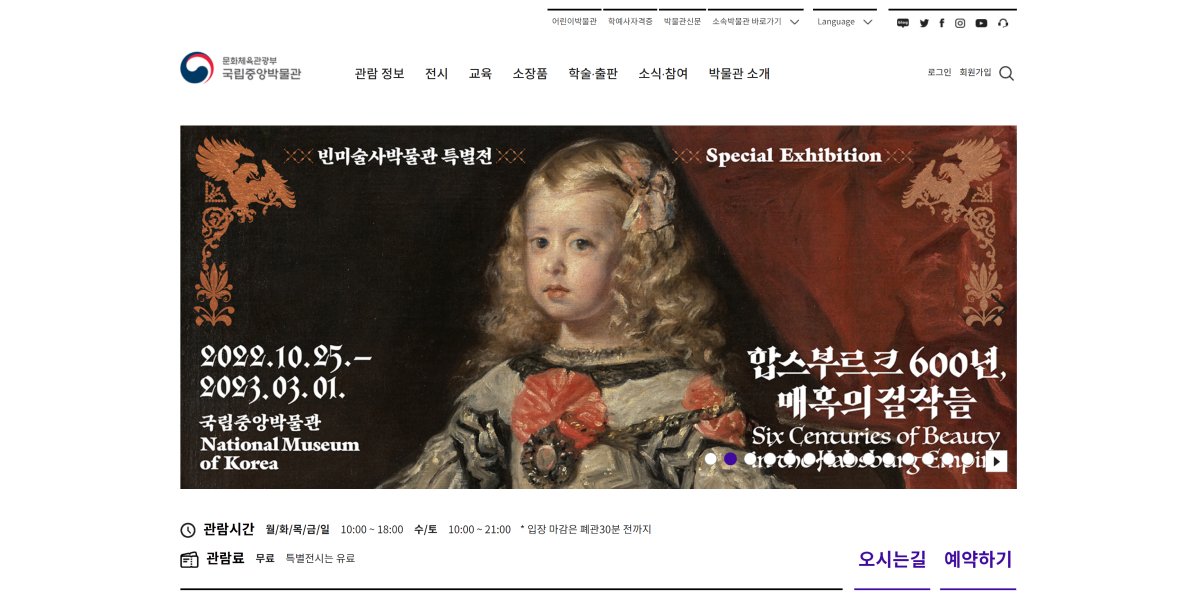 어린이박물관 학예사자격증 박물관신문 소속박물관 바로가기 Language
문화체육관광부
국립중앙박물관
관람 정보 전시 교육 소장품 학술·출판 소식·참여 박물관 소개
로그인 회원가입
빈미술사박물관 특별전
Special Exhibition
2022.10.25.–
2023.03.01.
국립중앙박물관
National Museum
of Korea
합스부르크 600년,
매혹의 걸작들
Six Centuries of Beauty
in the Habsburg Empire
관람시간 월/화/목/금/일 10:00 ~ 18:00 수/토 10:00 ~ 21:00 * 입장 마감은 폐관30분 전까지
관람료 무료 특별전시는 유료
오시는길 예약하기